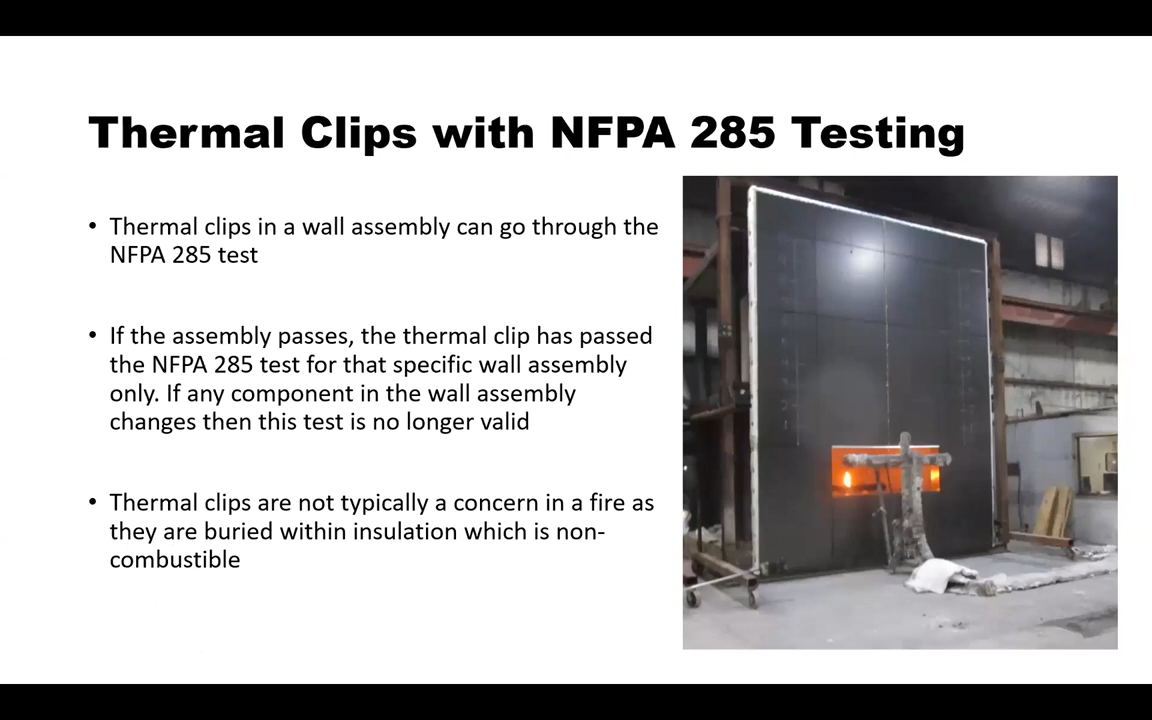 Thermal Clips with NFPA 285 Testing
• Thermal clips in a wall assembly can go through the
NFPA 285 test
• If the assembly passes, the thermal clip has passed
the NFPA 285 test for that specific wall assembly
only. If any component in the wall assembly
changes then this test is no longer valid
• Thermal clips are not typically a concern in a fire as
they are buried within insulation which is non-
combustible